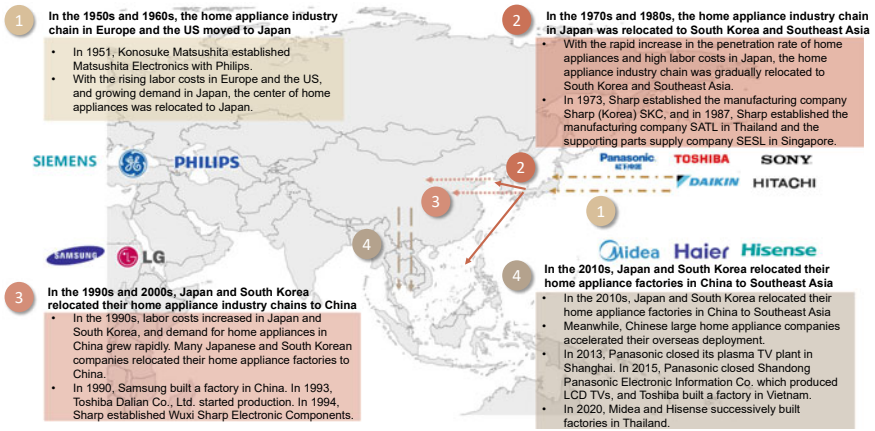 1
In the 1950s and 1960s, the home appliance industry
chain in Europe and the US moved to Japan
• In 1951, Konosuke Matsushita established
Matsushita Electronics with Philips.
• With the rising labor costs in Europe and the US,
and growing demand in Japan, the center of home
appliances was relocated to Japan.
2
In the 1970s and 1980s, the home appliance industry chain
in Japan was relocated to South Korea and Southeast Asia
• With the rapid increase in the penetration rate of home
appliances and high labor costs in Japan, the home
appliance industry chain was gradually relocated to
South Korea and Southeast Asia.
• In 1973, Sharp established the manufacturing company
Sharp (Korea) SKC, and in 1987, Sharp established the
manufacturing company SATL in Thailand and the
supporting parts supply company SESL in Singapore.
SIEMENS GE PHILIPS
Panasonic TOSHIBA SONY
松下电器
DAIKIN HITACHI
2
3
1
4
SAMSUNG LG
Midea Haier Hisense
3
In the 1990s and 2000s, Japan and South Korea
relocated their home appliance industry chains to China
• In the 1990s, labor costs increased in Japan and
South Korea, and demand for home appliances in
China grew rapidly. Many Japanese and South Korean
companies relocated their home appliance factories to
China.
• In 1990, Samsung built a factory in China. In 1993,
Toshiba Dalian Co., Ltd. started production. In 1994,
Sharp established Wuxi Sharp Electronic Components.
4
In the 2010s, Japan and South Korea relocated their
home appliance factories in China to Southeast Asia
• In the 2010s, Japan and South Korea relocated their
home appliance factories in China to Southeast Asia
• Meanwhile, Chinese large home appliance companies
accelerated their overseas deployment.
• In 2013, Panasonic closed its plasma TV plant in
Shanghai. In 2015, Panasonic closed Shandong
Panasonic Electronic Information Co. which produced
LCD TVs, and Toshiba built a factory in Vietnam.
• In 2020, Midea and Hisense successively built
factories in Thailand.